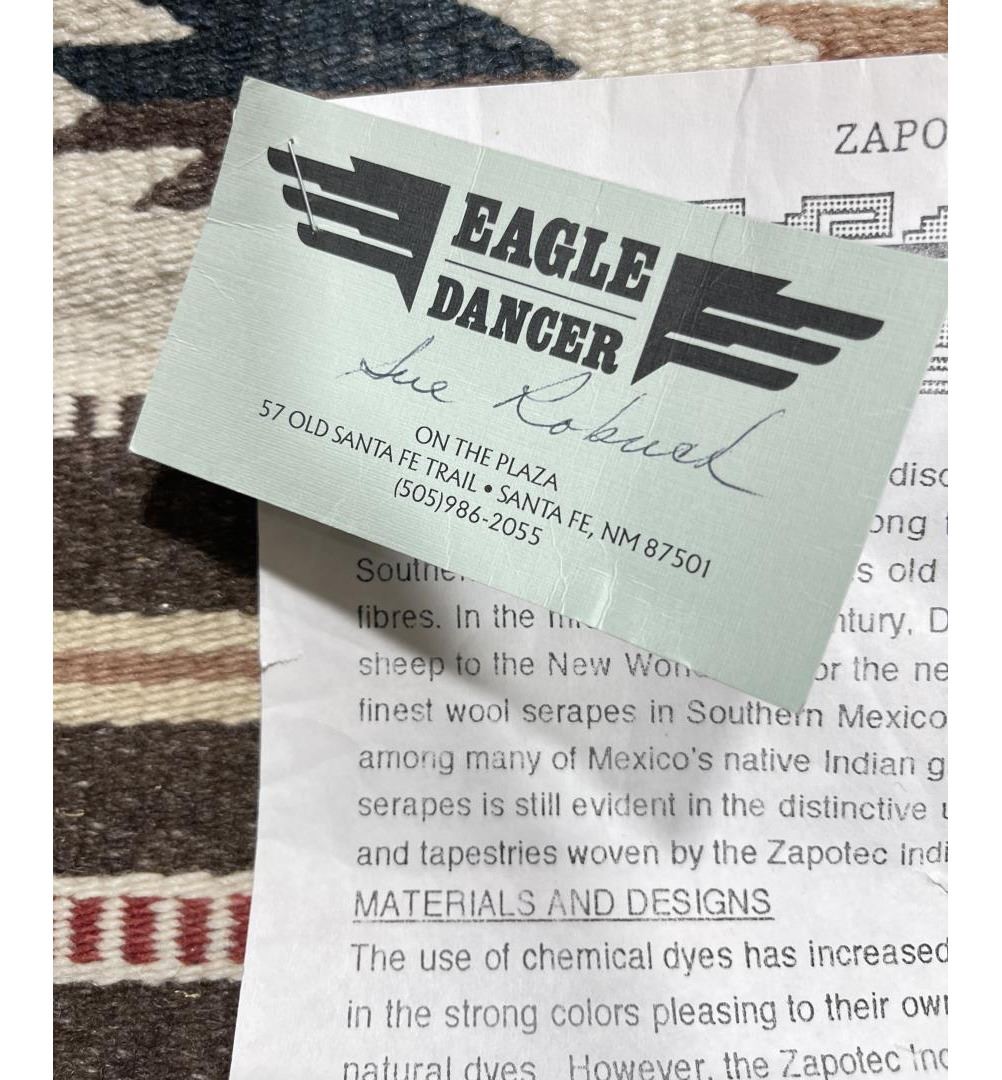 EAGLE
DANCER
Sue
ON THE PLAZA
57 OLD SANTA FE TRAIL • SANTA FE, NM 87501
(505)986-2055
ZAPO
disc
ong
s old
fibres. In the ntury, D
sheep to the New or the ne
finest wool serapes in Southern Mexico
among many of Mexico's native Indian g
serapes is still evident in the distinctive u
and tapestries woven by the Zapotec Indi
MATERIALS AND DESIGNS
The use of chemical dyes has increased
in the strong colors pleasing to their own
natural dyes. However, the Zapotec Ind